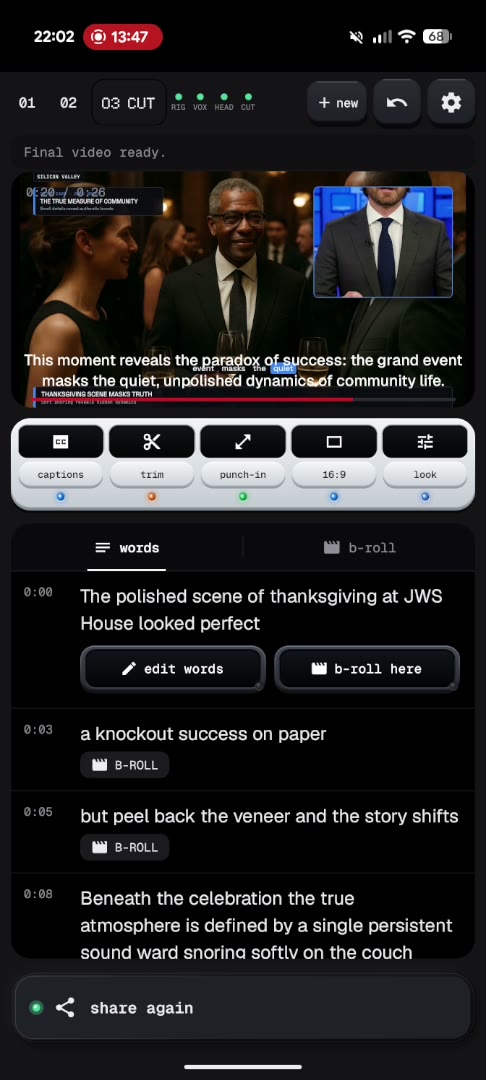 22:02
13:47
68
01 02 03 CUT
RIG VOX HEAD CUT
+ new
Final video ready.
SILICON VALLEY
0:20 / 0:26
THE TRUE MEASURE OF COMMUNITY
This moment reveals the paradox of success: the grand event
event masks the quiet
masks the quiet, unpolished dynamics of community life.
THANKSGIVING SCENE MASKS TRUTH
CC
captions
trim
punch-in
16:9
look
words
b-roll
0:00
The polished scene of thanksgiving at JWS
House looked perfect
edit words
b-roll here
0:03
a knockout success on paper
B-ROLL
0:05
but peel back the veneer and the story shifts
B-ROLL
0:08
Beneath the celebration the true
atmosphere is defined by a single persistent
sound ward snoring softly on the couch
share again